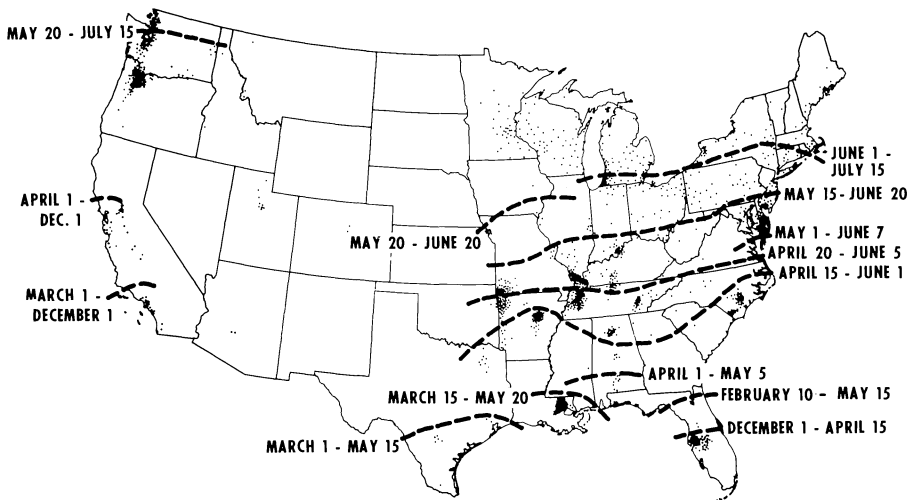 MAY 20 - JULY 15
JUNE 1 -
JULY 15
MAY 15 - JUNE 20
APRIL 1 -
DEC. 1
MAY 1 - JUNE 7
MAY 20 - JUNE 20
APRIL 20 - JUNE 5
APRIL 15 - JUNE 1
MARCH 1 -
DECEMBER 1
APRIL 1 - MAY 5
MARCH 15 - MAY 20
FEBRUARY 10 - MAY 15
DECEMBER 1 - APRIL 15
MARCH 1 - MAY 15